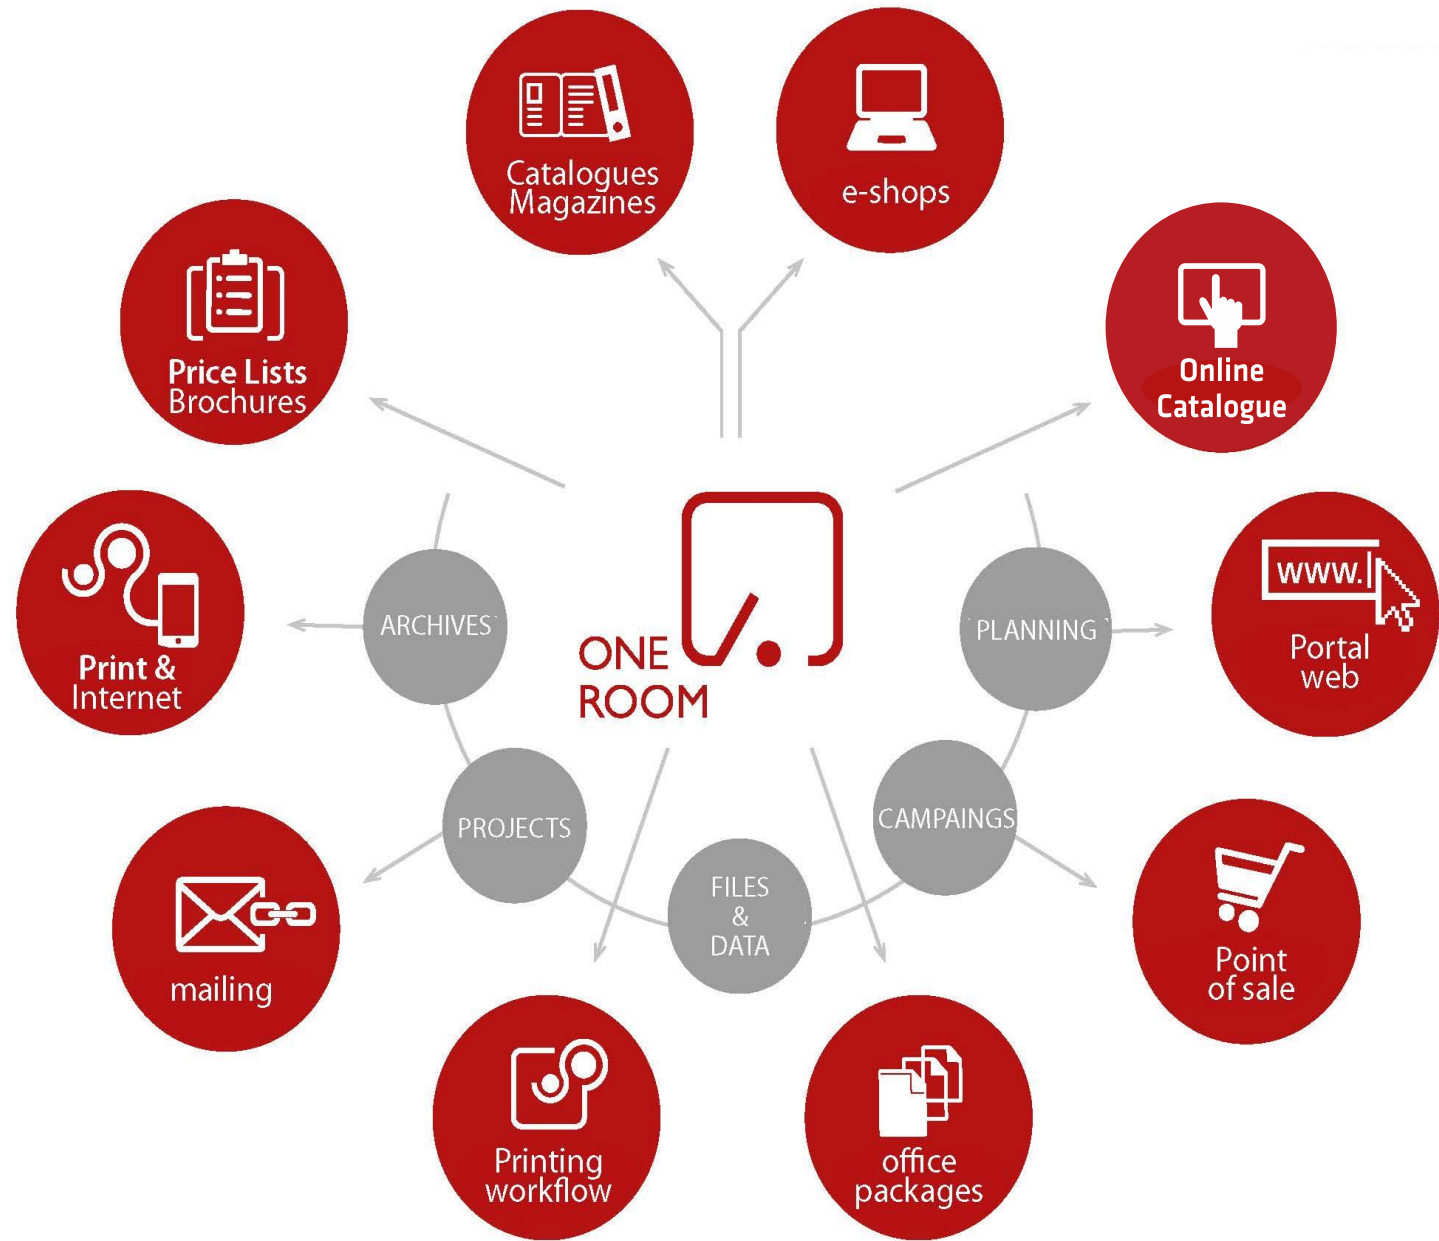 Catalogues
Magazines
e-shops
Price Lists
Brochures
Online
Catalogue
Print &
Internet
ARCHIVES
ONE
ROOM
PLANNING
www.
Portal
web
PROJECTS
FILES
&
DATA
CAMPAINGS
mailing
Point
of sale
Printing
workflow
office
packages